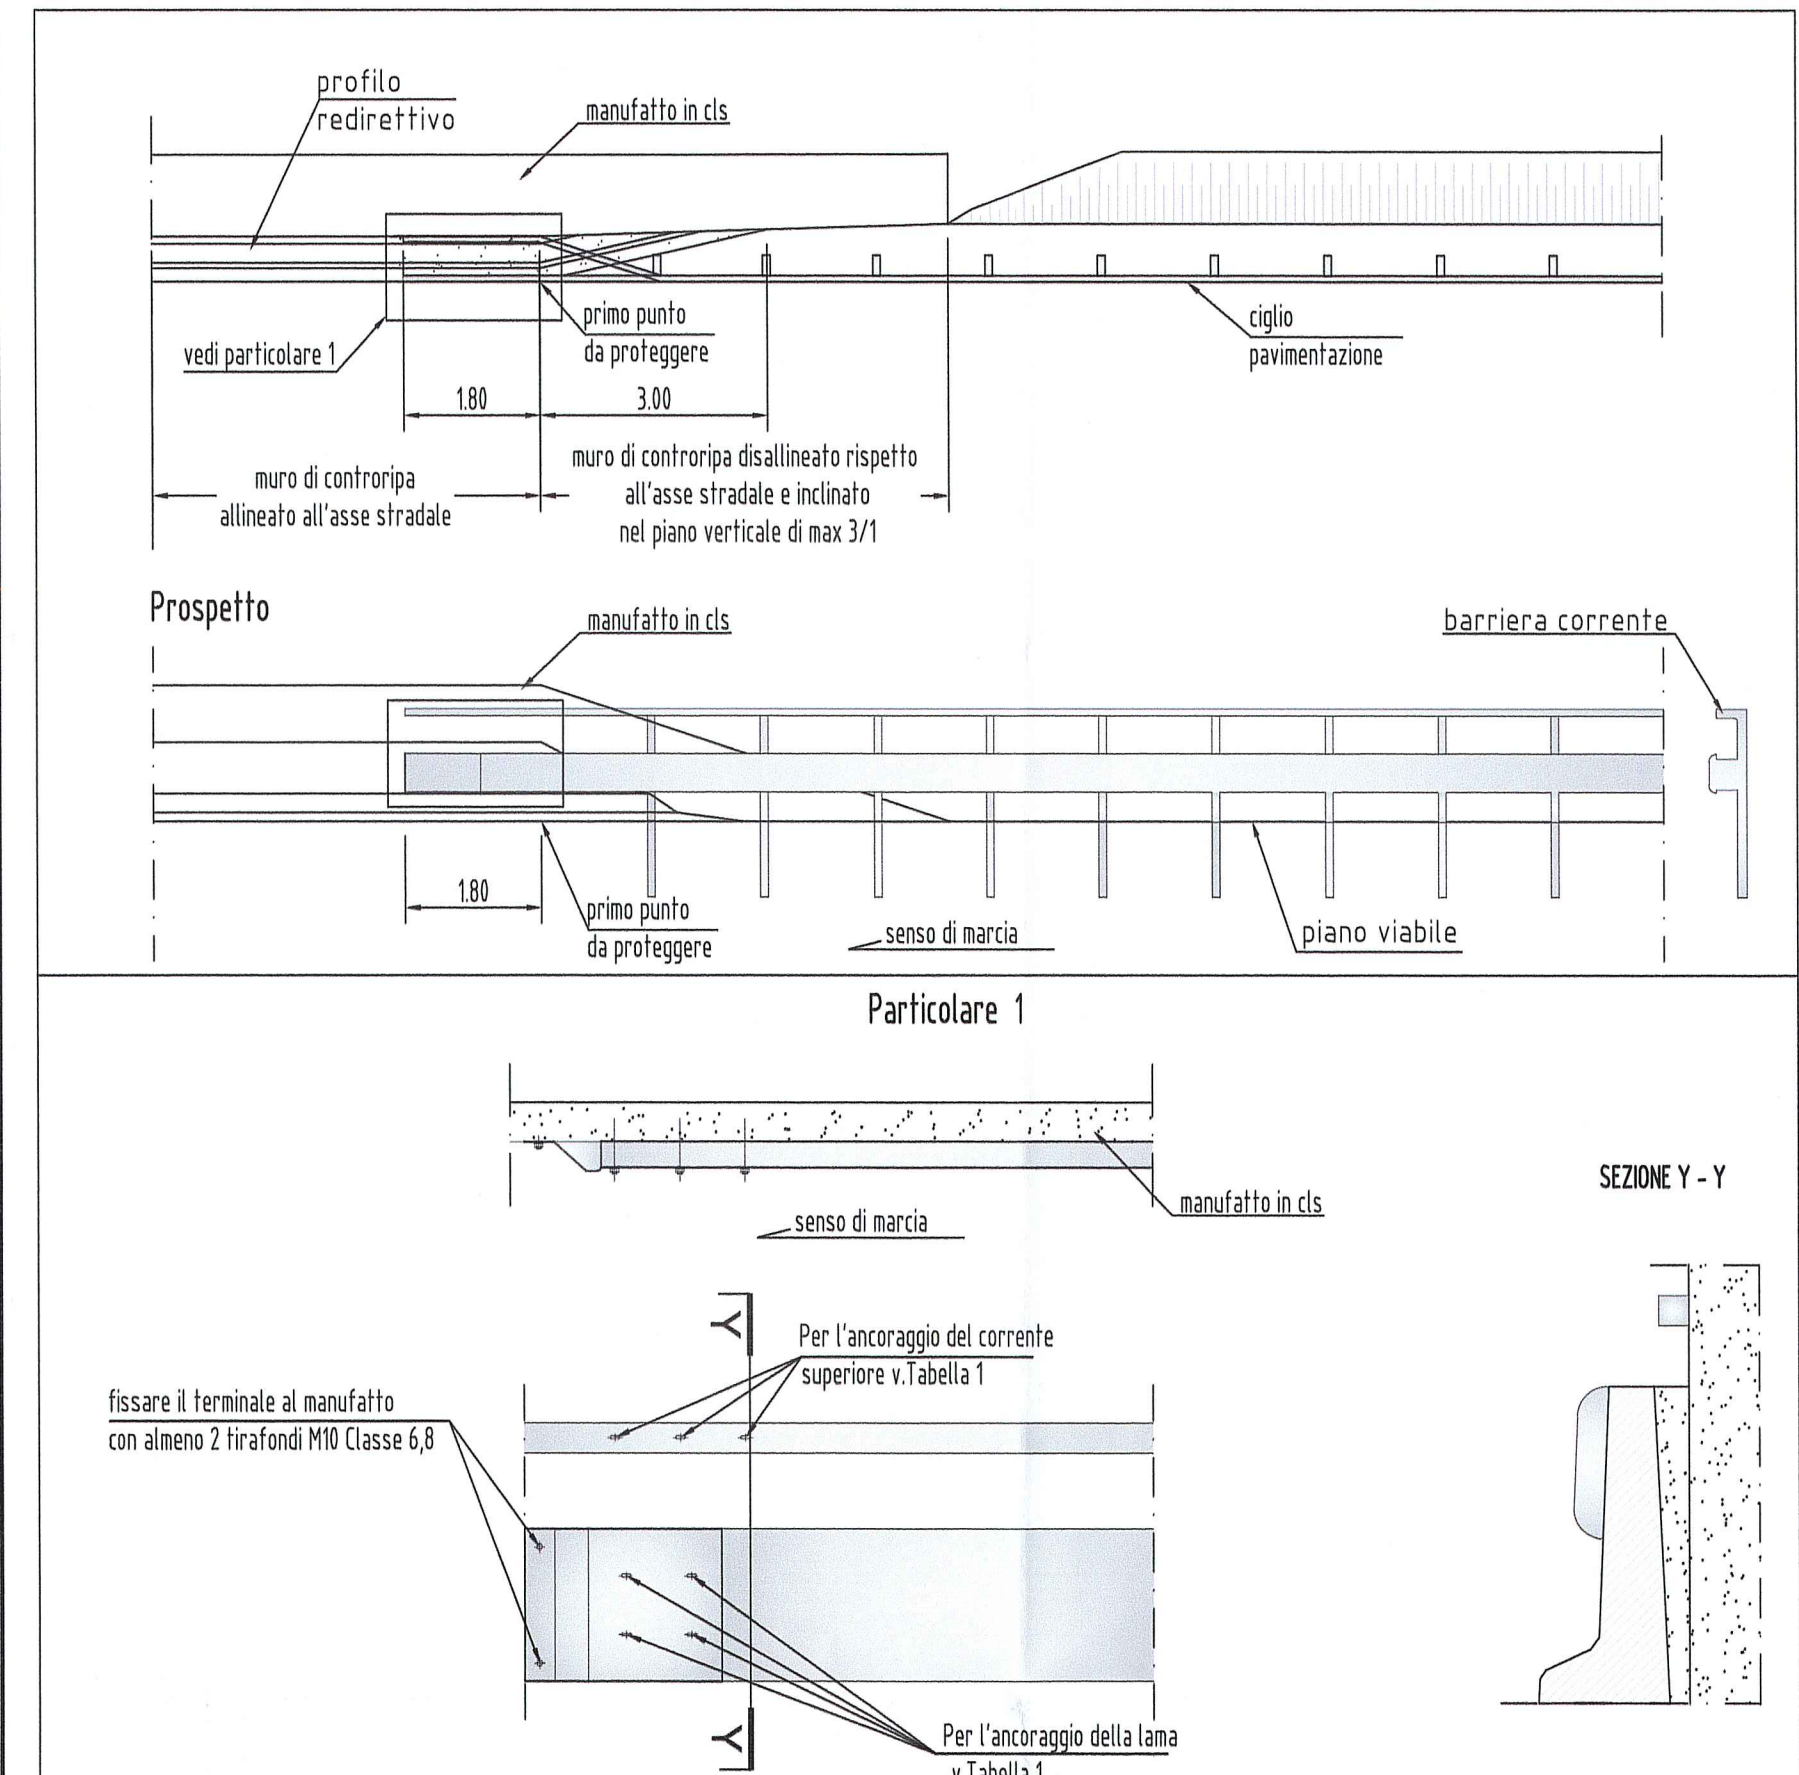 profilo
redirettivo
manufatto in cls
primo punto
da proteggere
ciglio
pavimentazione
vedi particolare 1
1.80
3.00
muro di controripa
allineato all'asse stradale
muro di controripa disallineato rispetto
all'asse stradale e inclinato
nel piano verticale di max 3/1
Prospetto
manufatto in cls
barriera corrente
1.80
primo punto
da proteggere
senso di marcia
piano viabile
Particolare 1
manufatto in cls
SEZIONE Y - Y
senso di marcia
Y
Per l'ancoraggio del corrente
superiore v.Tabella 1
fissare il terminale al manufatto
con almeno 2 tirafondi M10 Classe 6,8
Y
Per l'ancoraggio della lama
v.Tabella 1